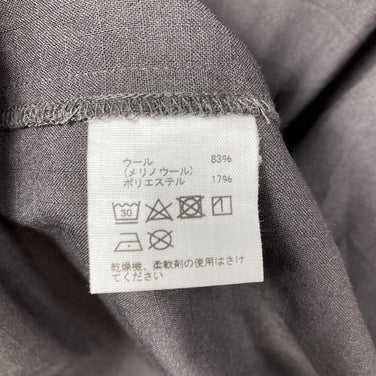 ウール 83%
(メリノウール)
ポリエステル 17%
30
乾燥機、柔軟剤の使用はさけ
てください